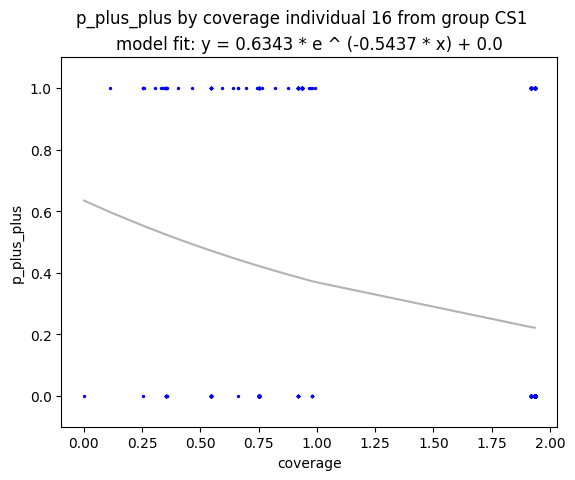 p_plus_plus by coverage individual 16 from group CS1
model fit: y = 0.6343 * e ^ (-0.5437 * x) + 0.0
1.0
0.8
0.6
0.4
0.2
0.0
p_plus_plus
0.00 0.25 0.50 0.75 1.00 1.25 1.50 1.75 2.00
coverage